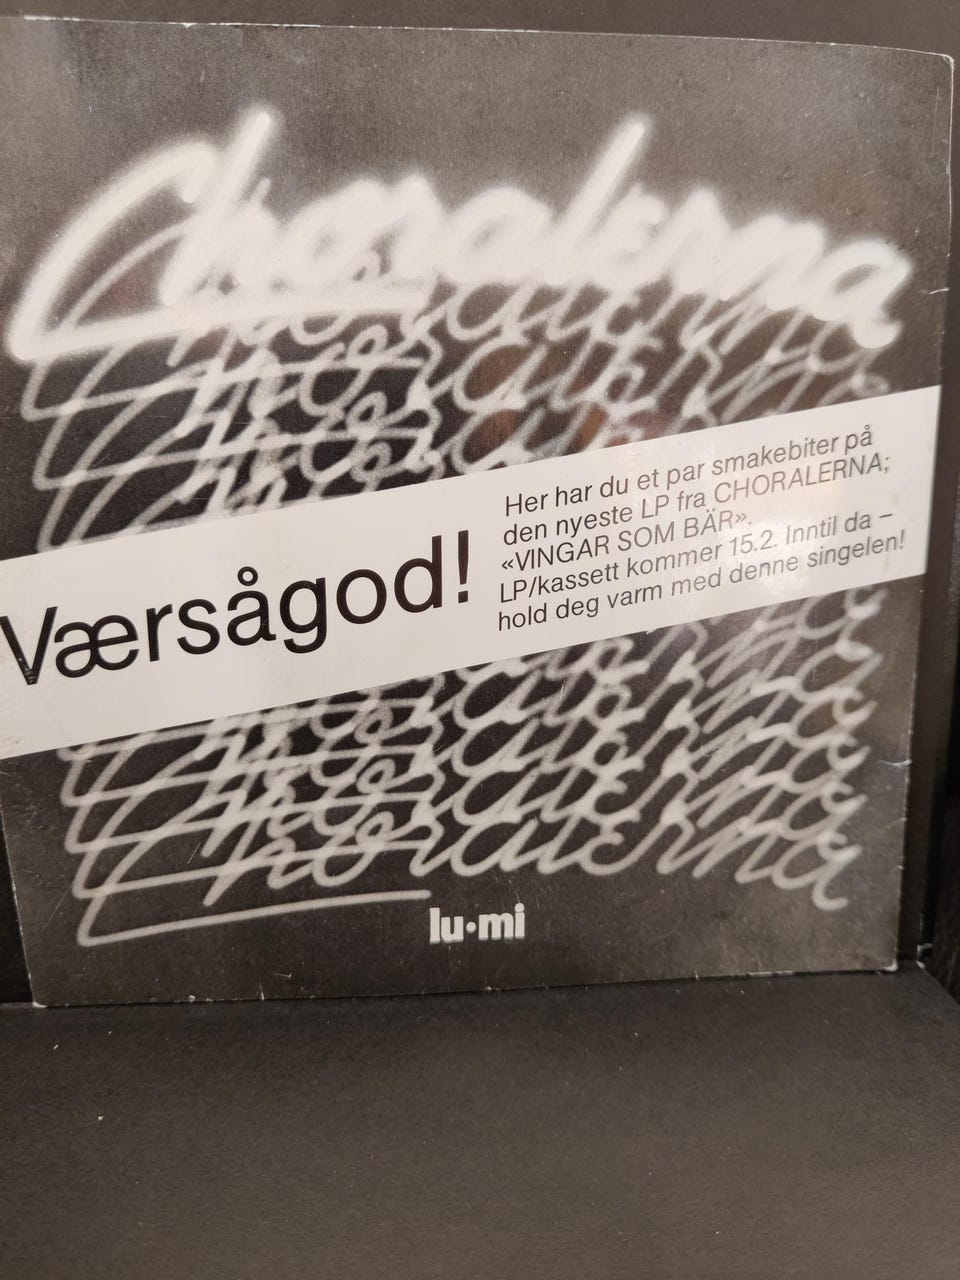 Choralerna
Værsågod!
Her har du et par smakebiter på
den nyeste LP fra CHORALERNA;
«VINGAR SOM BÄR».
LP/kassett kommer 15.2. Inntil da –
hold deg varm med denne singelen!
Choralerna
lu•mi